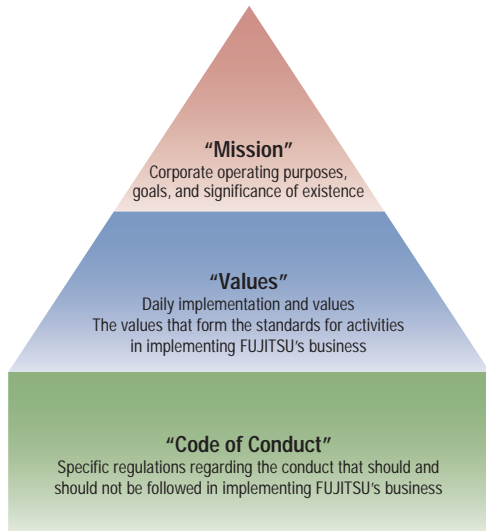 “Mission”
Corporate operating purposes,
goals, and significance of existence
“Values”
Daily implementation and values
The values that form the standards for activities
in implementing FUJITSU’s business
“Code of Conduct”
Specific regulations regarding the conduct that should and
should not be followed in implementing FUJITSU’s business